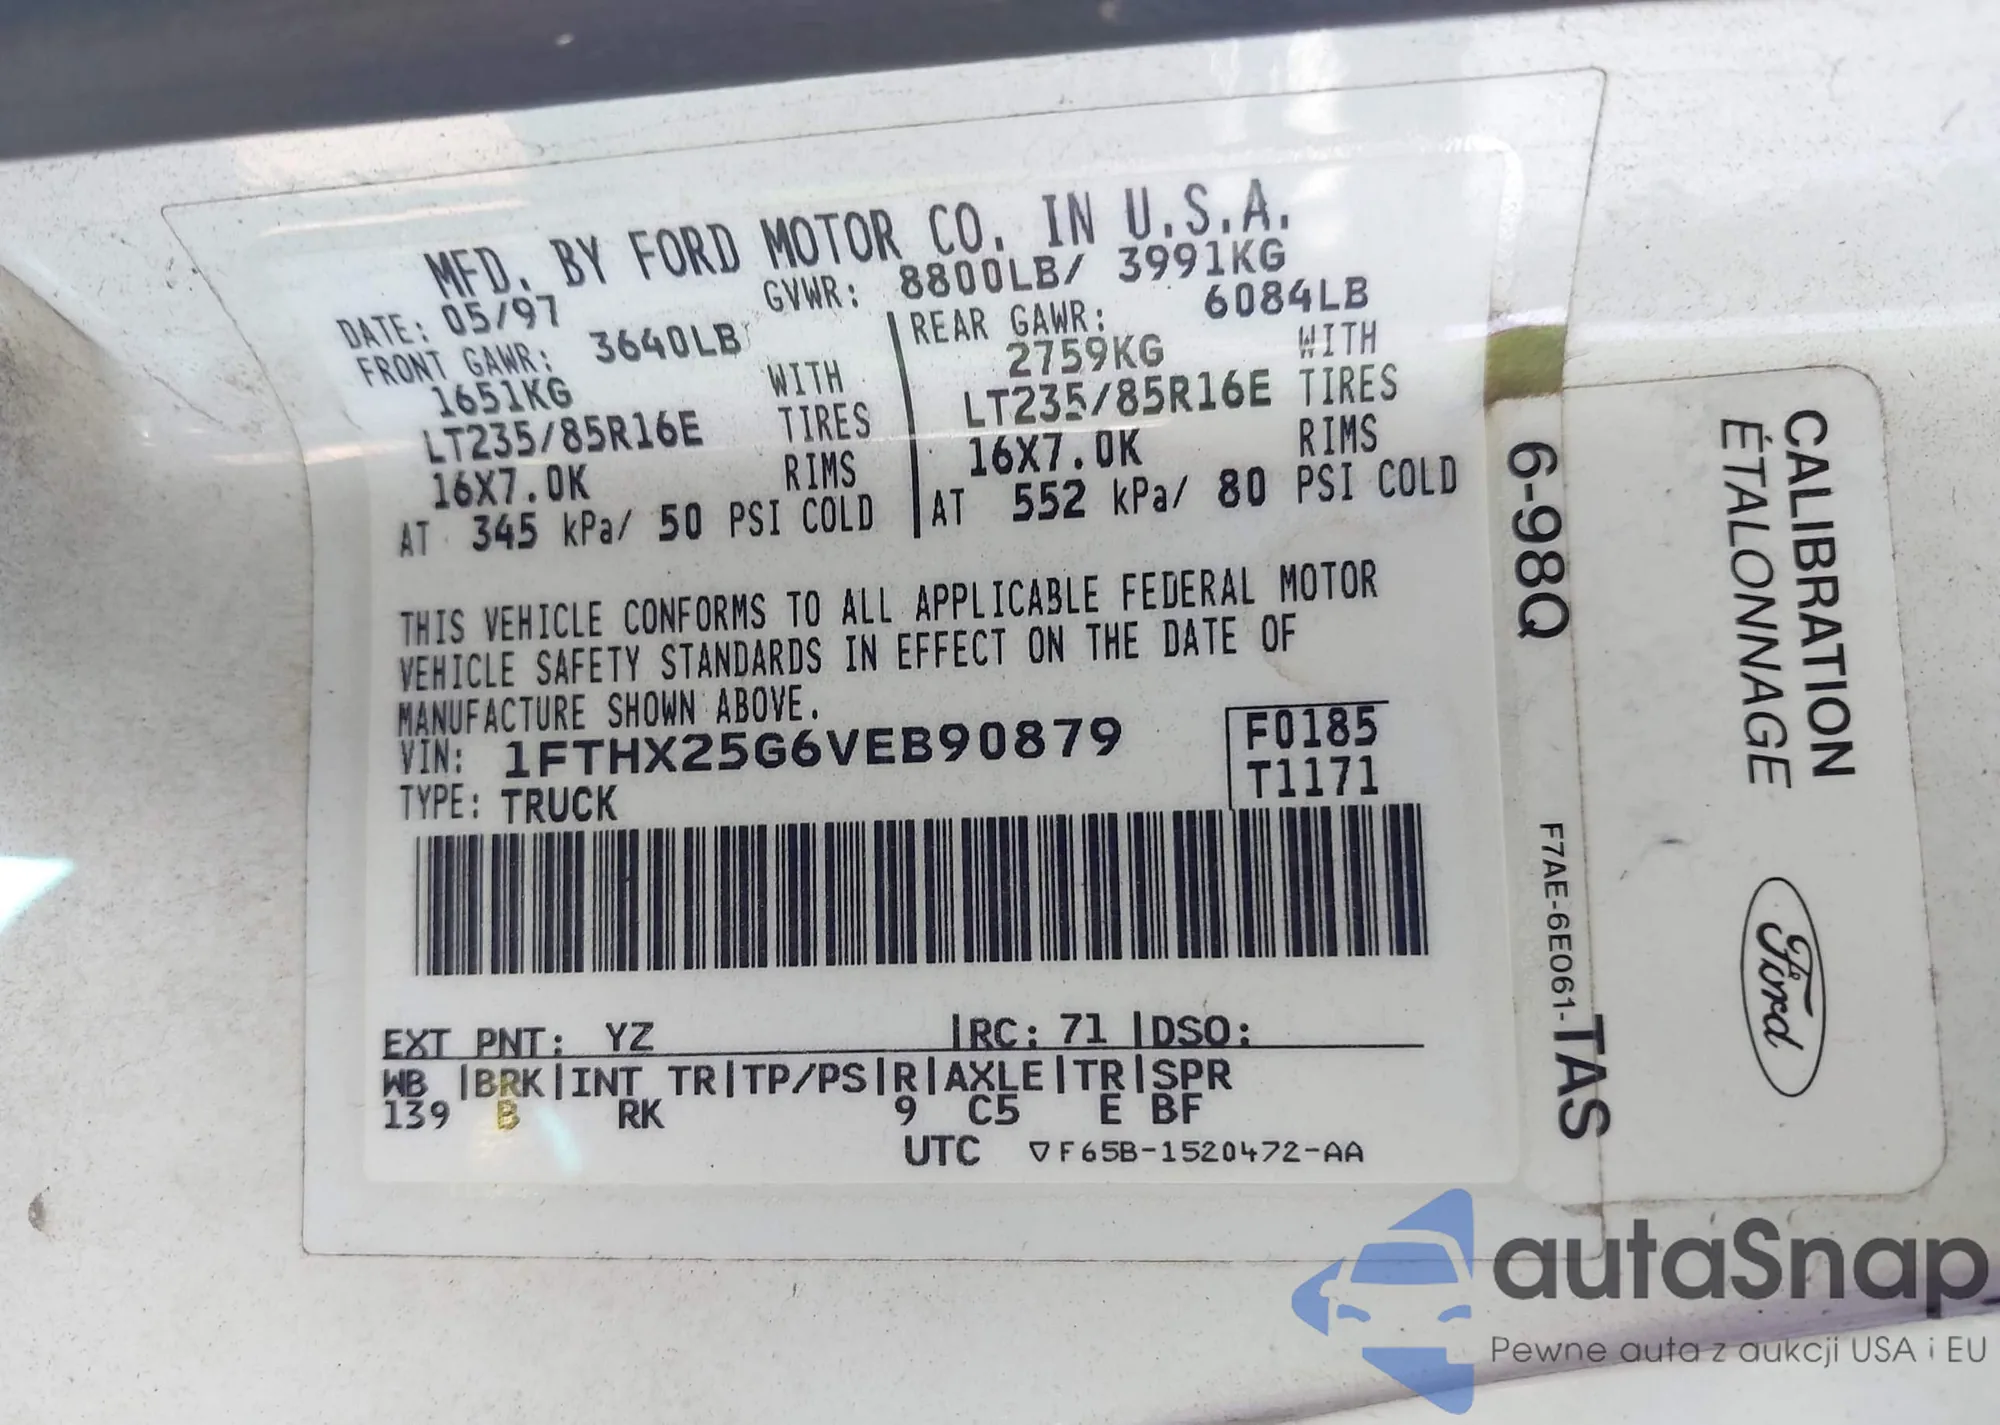 MFD. BY FORD MOTOR CO. IN U.S.A.
DATE: 05/97 GVWR: 8800LB/ 3991KG
FRONT GAWR: 3640LB REAR GAWR: 6084LB
1651KG WITH 2759KG WITH
LT235/85R16E TIRES LT235/85R16E TIRES
16X7.0K RIMS 16X7.0K RIMS
AT 345 kPa/ 50 PSI COLD AT 552 kPa/ 80 PSI COLD
THIS VEHICLE CONFORMS TO ALL APPLICABLE FEDERAL MOTOR
VEHICLE SAFETY STANDARDS IN EFFECT ON THE DATE OF
MANUFACTURE SHOWN ABOVE.
VIN: 1FTHX25G6VEB90879 F0185
TYPE: TRUCK T1171
EXT PNT: YZ |RC: 71 |DSO:
WB |BRK|INT TR|TP/PS|R|AXLE|TR|SPR
139 B RK 9 C5 E BF
UTC ▽F65B-1520472-AA
CALIBRATION
ÉTALONNAGE
6-98Q
F7AE-6E061-TAS
Ford
autaSnap
Pewne auta z aukcji USA i EU